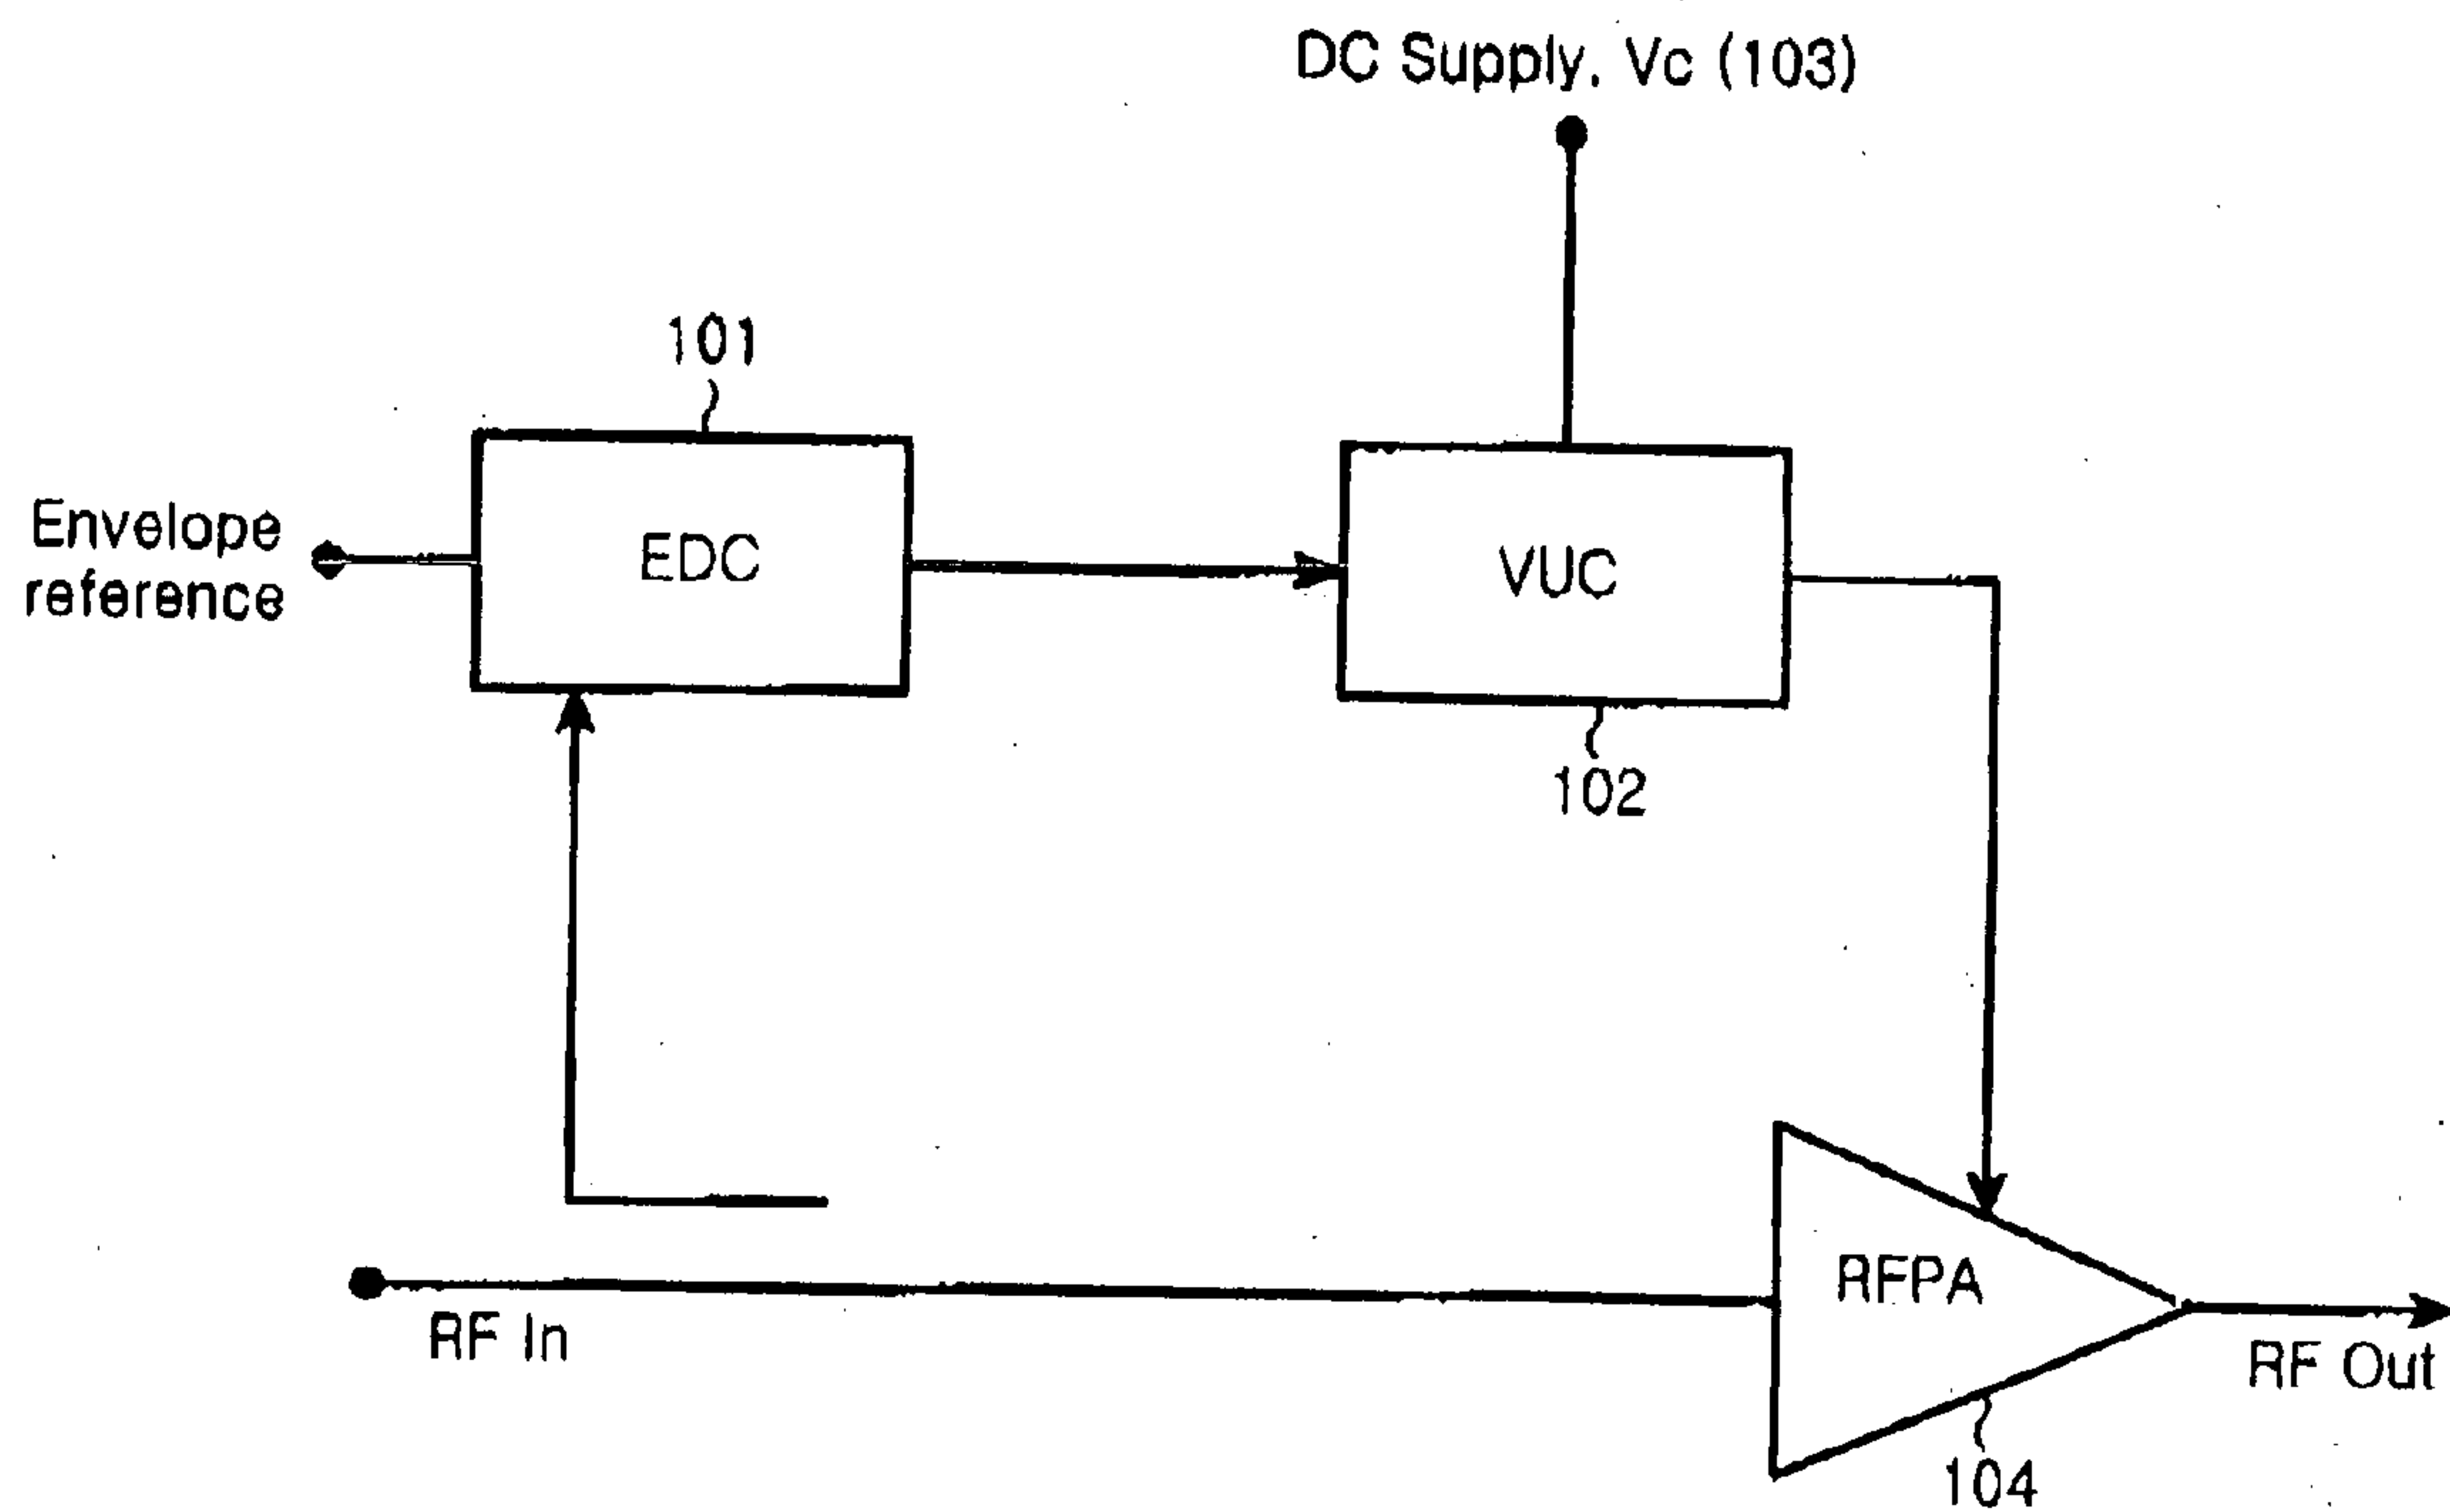 DC Supply, Vc (103)
101
Envelope
reference
EDC
VUC
102
RFPA
RF In
RF Out
104